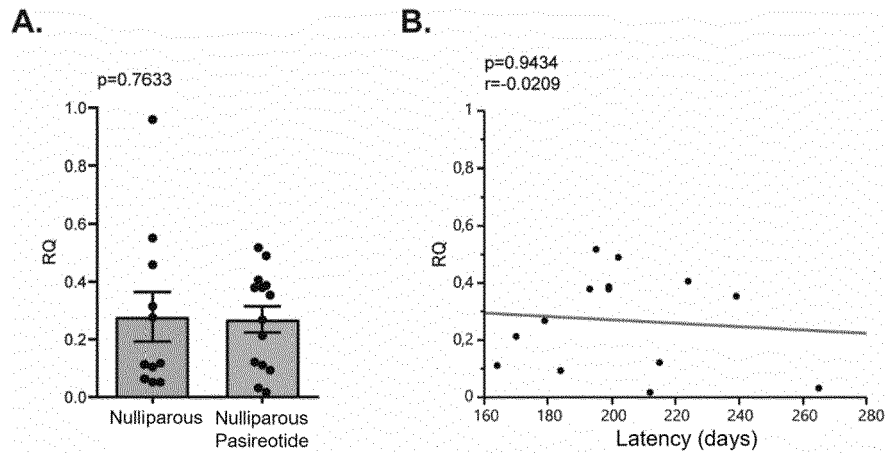 A.
p=0.7633
1.0
0.8
0.6
RQ
0.4
0.2
0.0
Nulliparous
Nulliparous
Pasireotide
B.
p=0.9434
r=-0.0209
1
0,8
0,6
RQ
0,4
0,2
0
160
180
200
220
240
260
280
Latency (days)